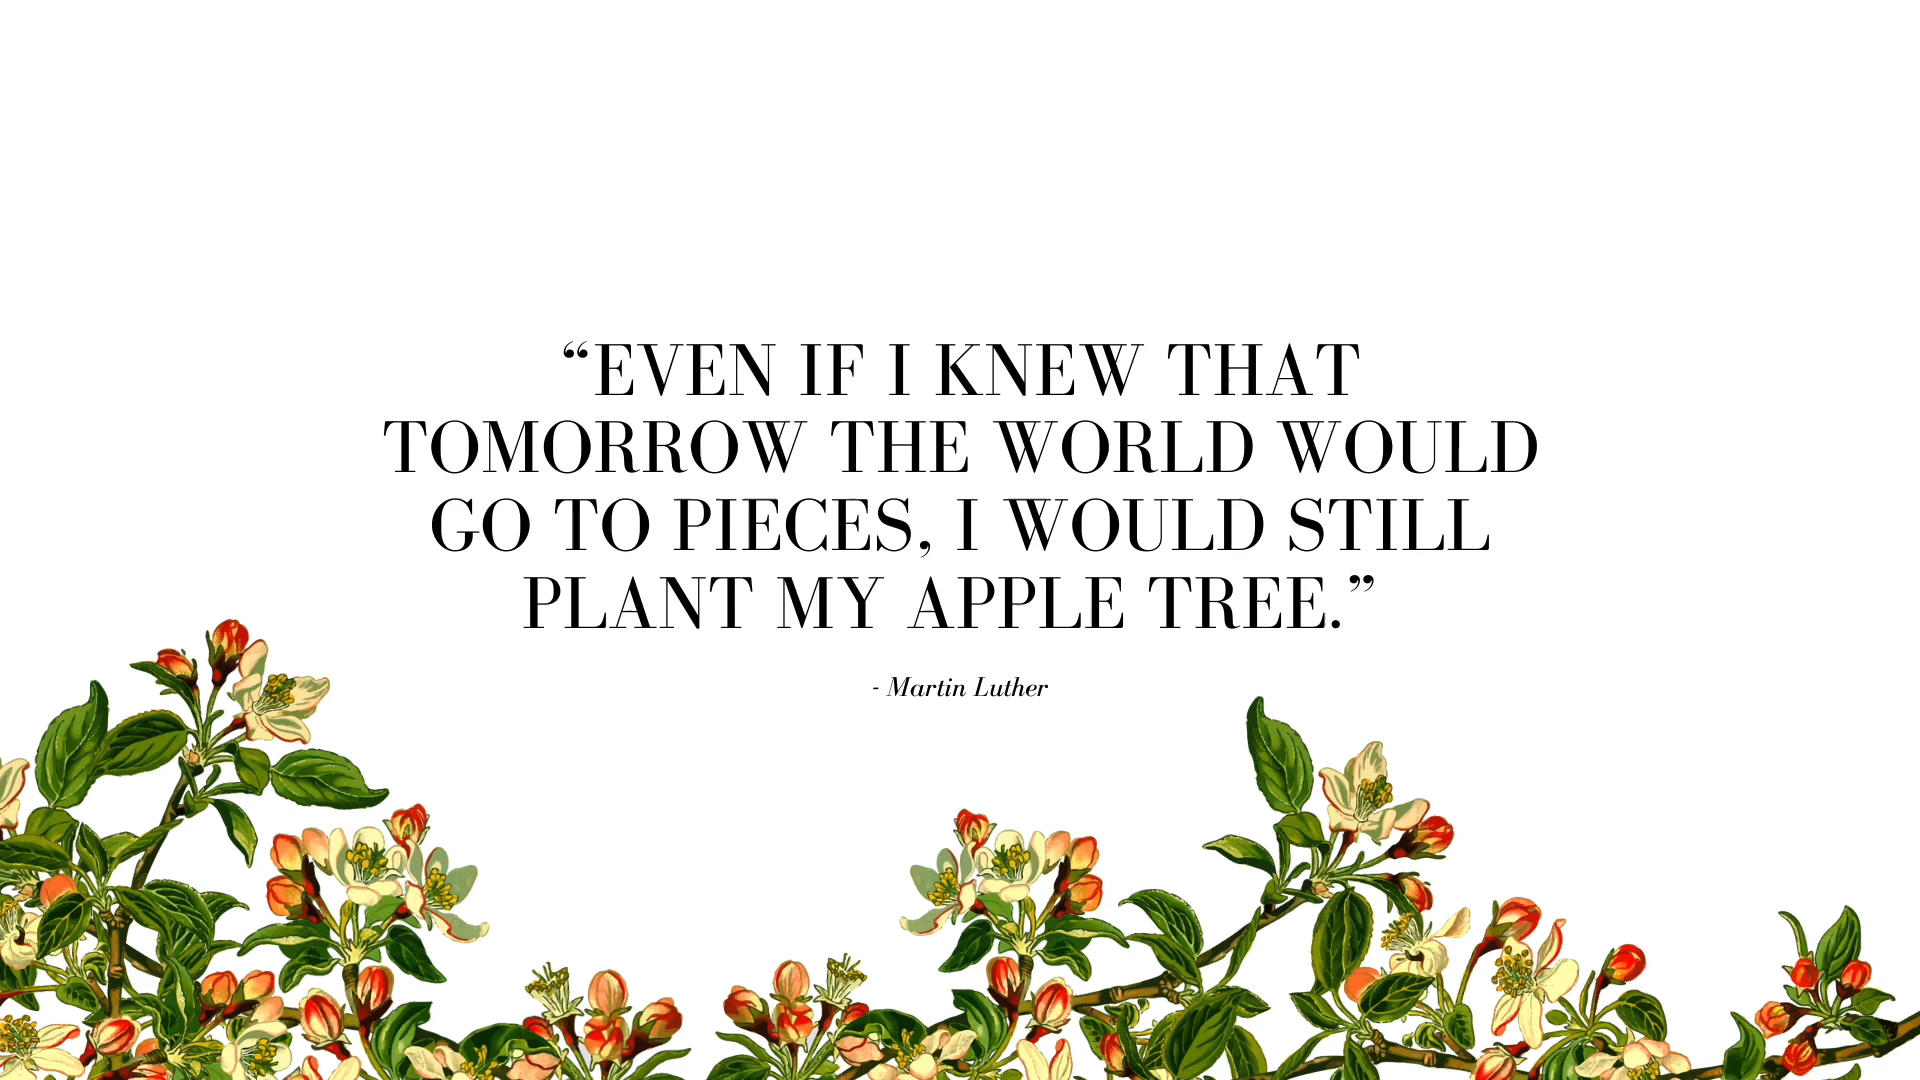 “EVEN IF I KNEW THAT
TOMORROW THE WORLD WOULD
GO TO PIECES, I WOULD STILL
PLANT MY APPLE TREE.”
- Martin Luther